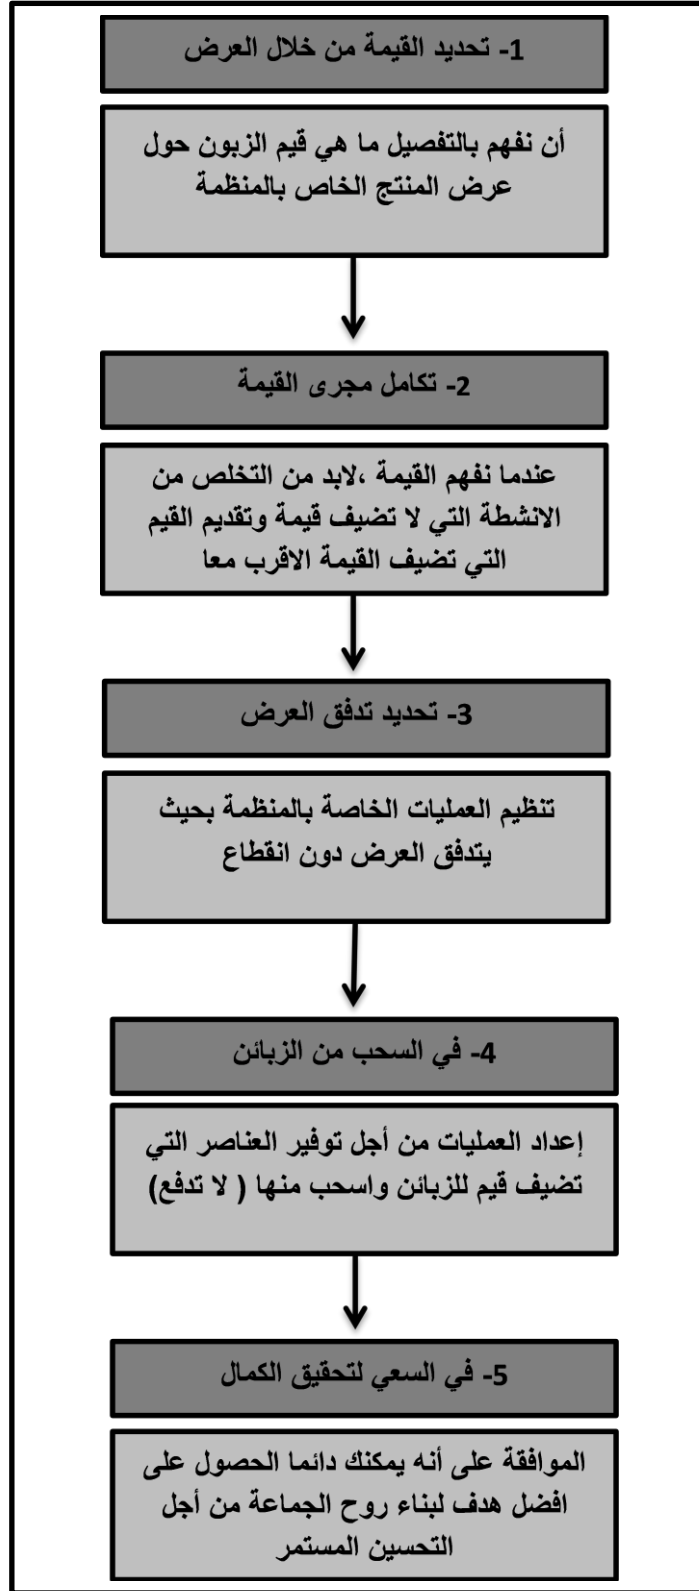 1- تحديد القيمة من خلال العرض
أن نفهم بالتفصيل ما هي قيم الزبون حول
عرض المنتج الخاص بالمنظمة
2- تكامل مجرى القيمة
عندما نفهم القيمة ،لابد من التخلص من
الانشطة التي لا تضيف قيمة وتقديم القيم
التي تضيف القيمة الاقرب معا
3- تحديد تدفق العرض
تنظيم العمليات الخاصة بالمنظمة بحيث
يتدفق العرض دون انقطاع
4- في السحب من الزبائن
إعداد العمليات من أجل توفير العناصر التي
تضيف قيم للزبائن واسحب منها ( لا تدفع)
5- في السعي لتحقيق الكمال
الموافقة على أنه يمكنك دائما الحصول على
افضل هدف لبناء روح الجماعة من أجل
التحسين المستمر